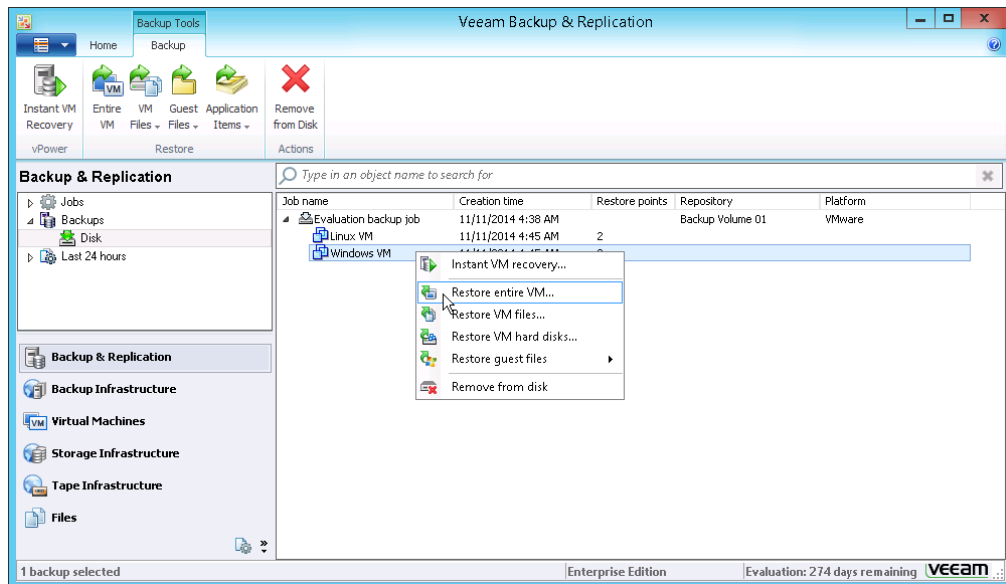 Backup Tools
Veeam Backup & Replication
Home
Backup
Instant VM Recovery
Entire VM
VM Files
Guest Files
Application Items
Remove from Disk
vPower
Restore
Actions
Backup & Replication
Type in an object name to search for
Jobs
Backups
Disk
Last 24 hours
Job name Creation time Restore points Repository Platform
Evaluation backup job 11/11/2014 4:38 AM Backup Volume 01 VMware
Linux VM 11/11/2014 4:45 AM 2
Windows VM
Instant VM recovery...
Restore entire VM...
Restore VM files...
Restore VM hard disks...
Restore guest files
Remove from disk
Backup & Replication
Backup Infrastructure
VM Virtual Machines
Storage Infrastructure
Tape Infrastructure
Files
1 backup selected
Enterprise Edition
Evaluation: 274 days remaining
veeam